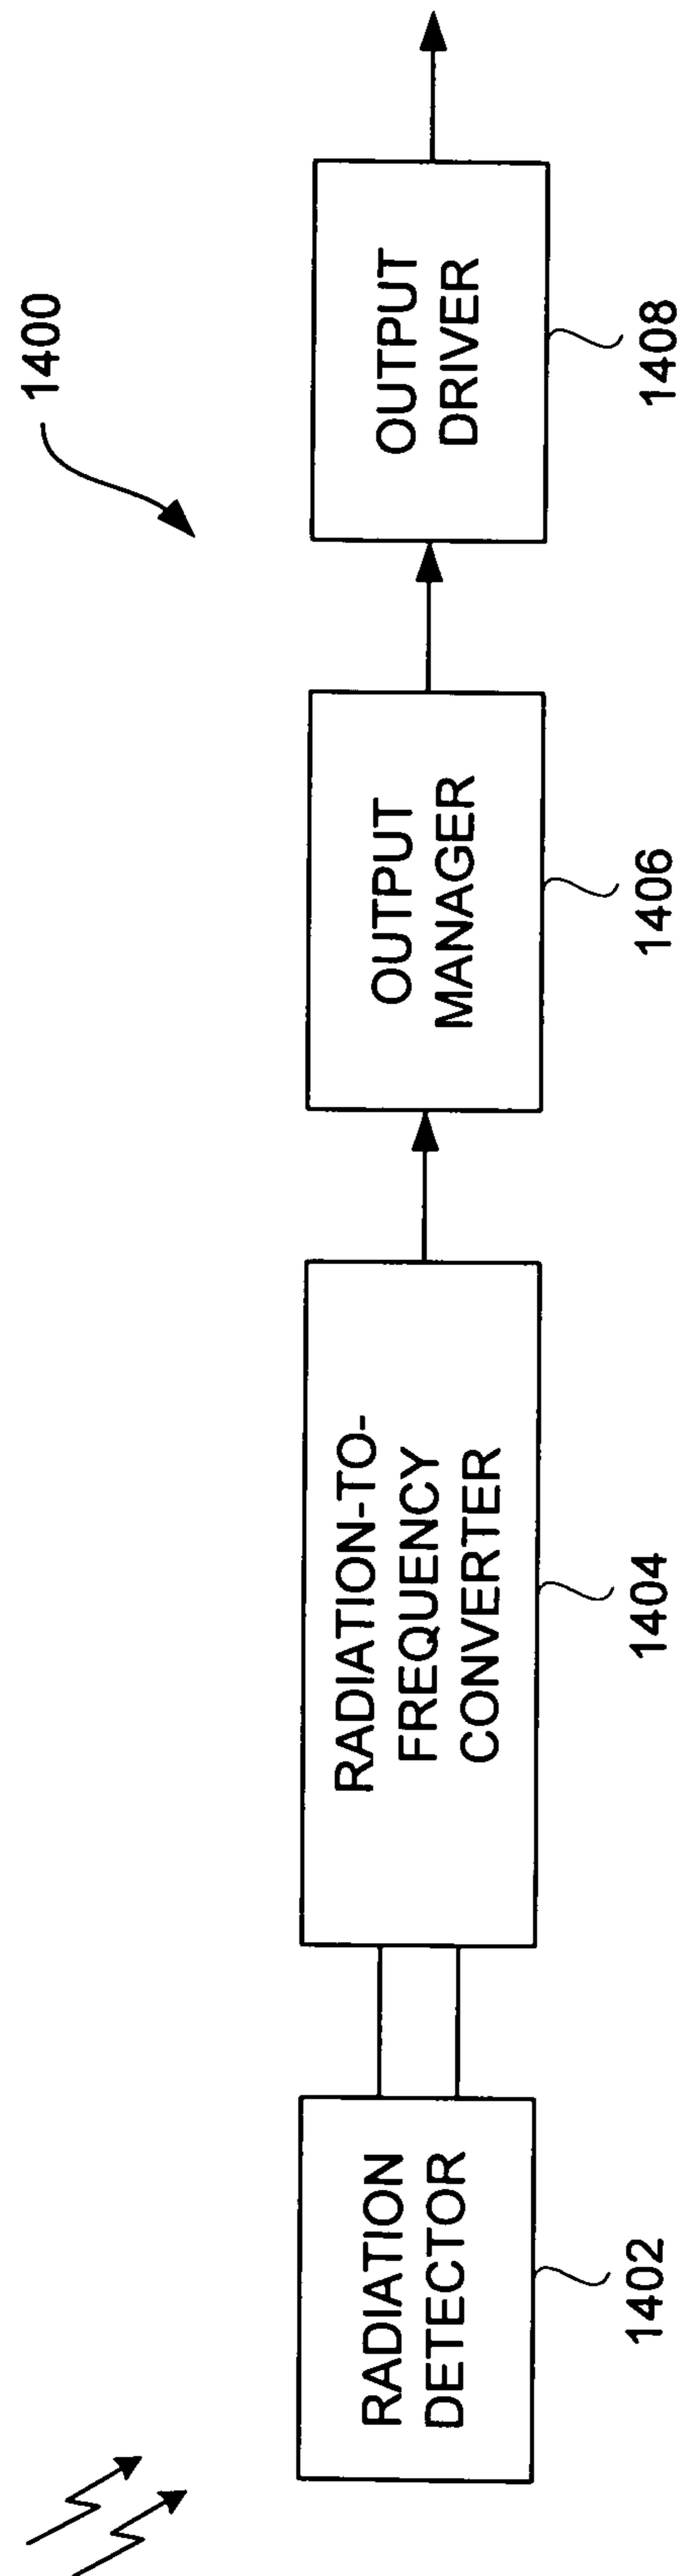 1400
RADIATION
DETECTOR
1402
RADIATION-TO-
FREQUENCY
CONVERTER
1404
OUTPUT
MANAGER
1406
OUTPUT
DRIVER
1408